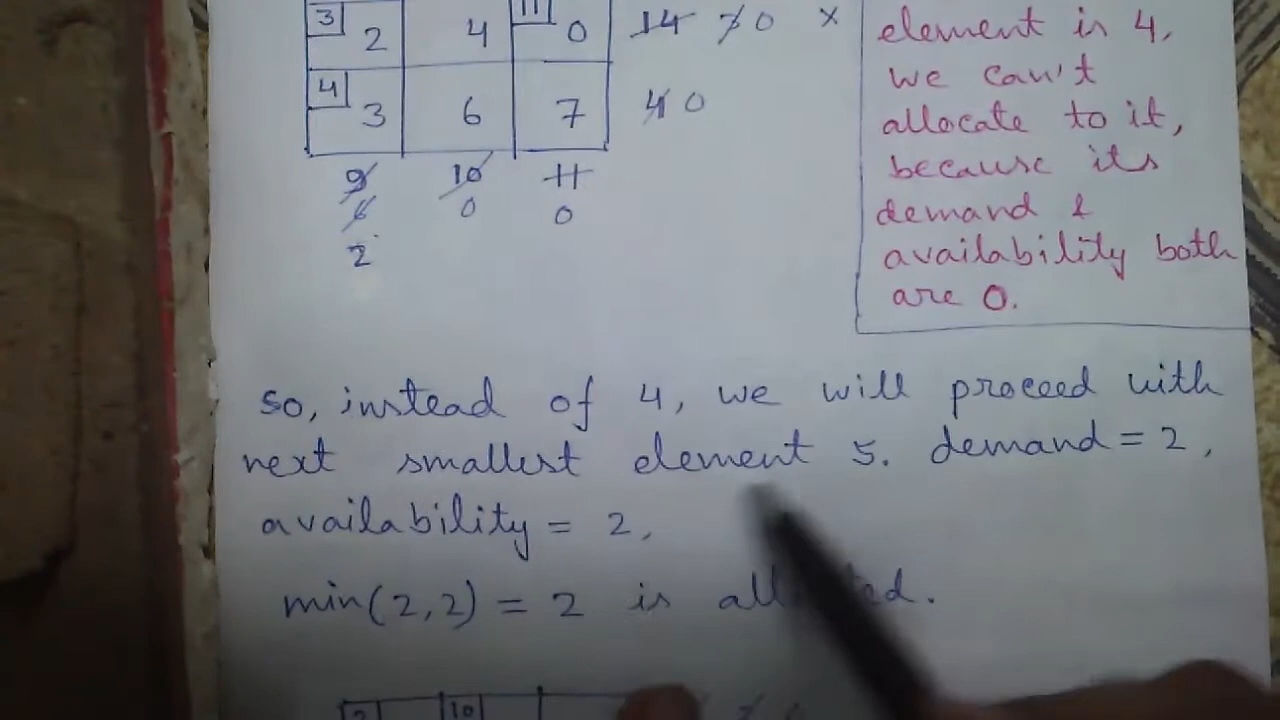 3 2 4 11 0 14 7 0 ×
4 3 6 7 4 0
9 10 11
6 0 0
2
element is 4,
we can't
allocate to it,
because its
demand &
availability both
are 0.
so, instead of 4, we will proceed with
next smallest element 5. demand = 2,
availability = 2,
min(2,2) = 2 is
10